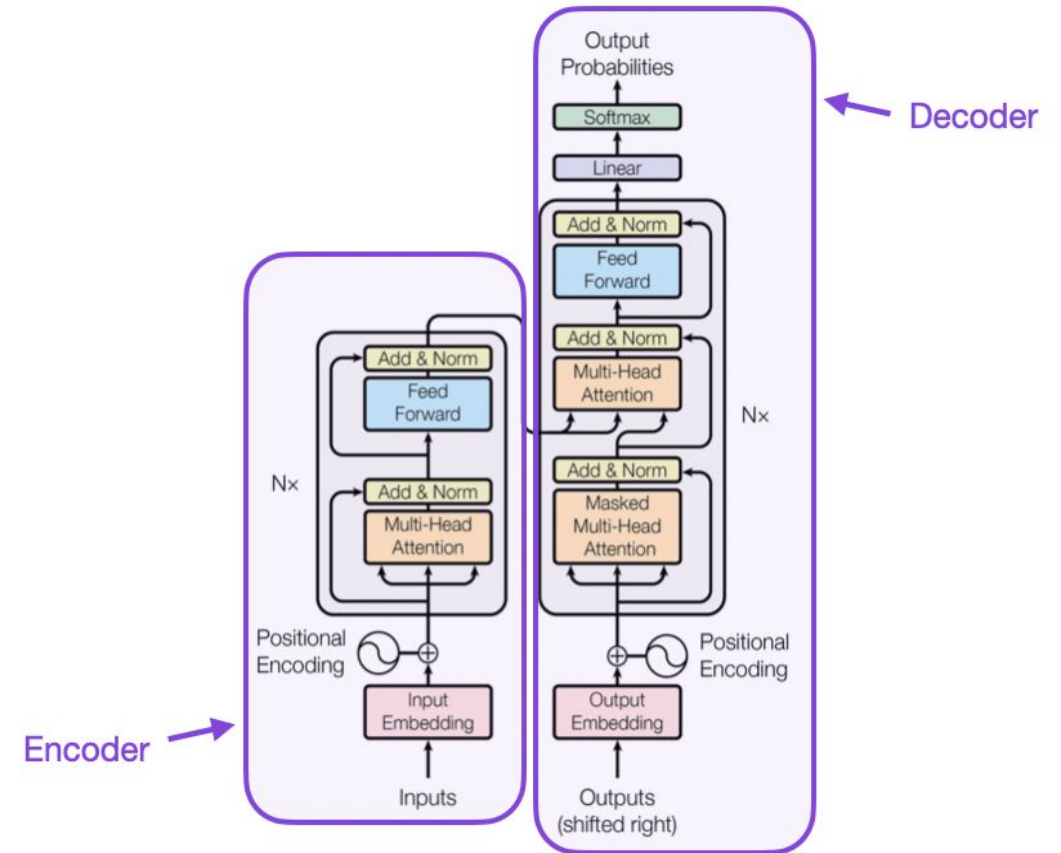 Output
Probabilities
Softmax
Linear
Add & Norm
Feed
Forward
Add & Norm
Multi-Head
Attention
Add & Norm
Masked
Multi-Head
Attention
N×
Positional
Encoding
Output
Embedding
Outputs
(shifted right)
Decoder
Add & Norm
Feed
Forward
Add & Norm
Multi-Head
Attention
N×
Positional
Encoding
Input
Embedding
Inputs
Encoder